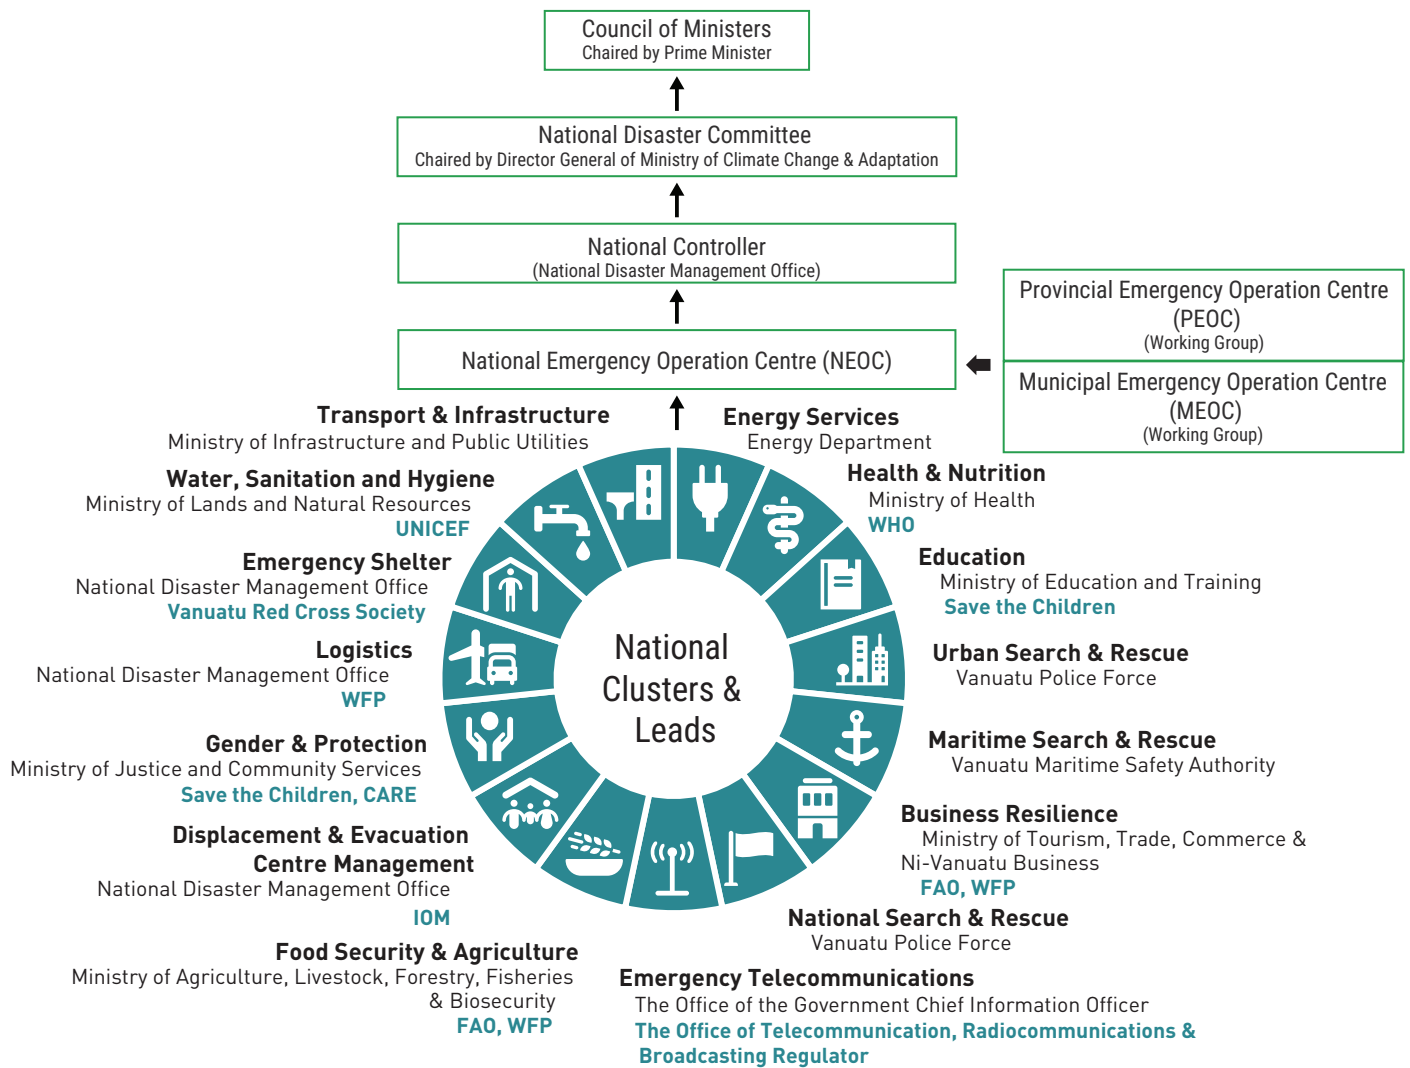 Council of Ministers
Chaired by Prime Minister
National Disaster Committee
Chaired by Director General of Ministry of Climate Change & Adaptation
National Controller
(National Disaster Management Office)
National Emergency Operation Centre (NEOC)
Provincial Emergency Operation Centre
(PEOC)
(Working Group)
Municipal Emergency Operation Centre
(MEOC)
(Working Group)
National
Clusters &
Leads
Energy Services
Energy Department
Health & Nutrition
Ministry of Health
WHO
Education
Ministry of Education and Training
Save the Children
Urban Search & Rescue
Vanuatu Police Force
Maritime Search & Rescue
Vanuatu Maritime Safety Authority
Business Resilience
Ministry of Tourism, Trade, Commerce &
Ni-Vanuatu Business
FAO, WFP
National Search & Rescue
Vanuatu Police Force
Emergency Telecommunications
The Office of the Government Chief Information Officer
The Office of Telecommunication, Radiocommunications &
Broadcasting Regulator
Food Security & Agriculture
Ministry of Agriculture, Livestock, Forestry, Fisheries
& Biosecurity
FAO, WFP
Displacement & Evacuation
Centre Management
National Disaster Management Office
IOM
Gender & Protection
Ministry of Justice and Community Services
Save the Children, CARE
Logistics
National Disaster Management Office
WFP
Emergency Shelter
National Disaster Management Office
Vanuatu Red Cross Society
Water, Sanitation and Hygiene
Ministry of Lands and Natural Resources
UNICEF
Transport & Infrastructure
Ministry of Infrastructure and Public Utilities